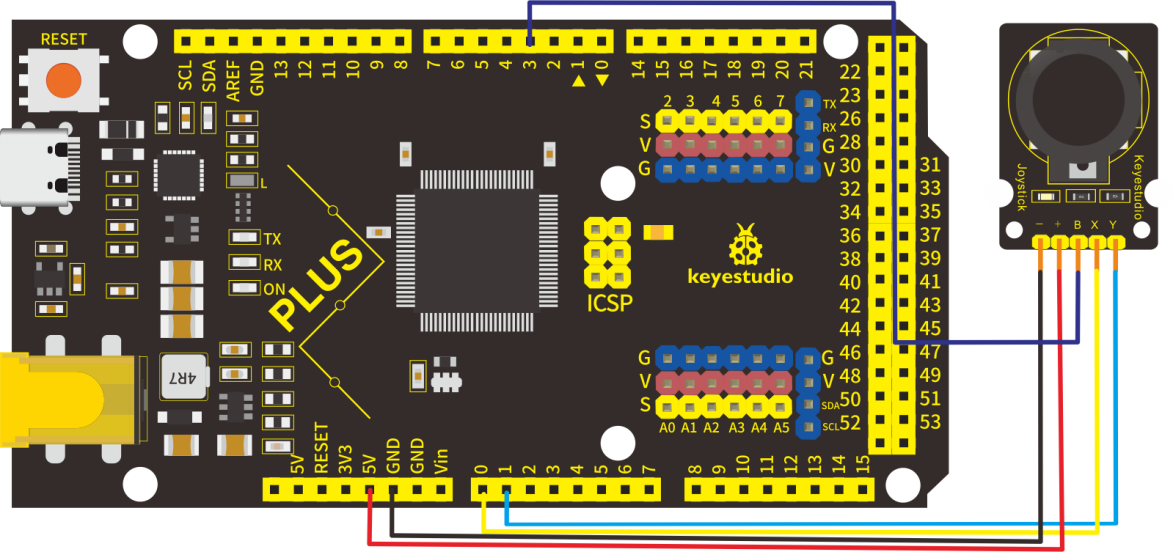 RESET
SCL
SDA
AREF
GND
13
12
11
10
9
8
7
6
5
4
3
2
1
0
14
15
16
17
18
19
20
21
2 3 4 5 6 7
S
V
G
TX
RX
G
V
22
23
26
28
30 31
32 33
34 35
36 37
38 39
40 41
42 43
44 45
46 47
48 49
50 51
52 53
L
TX
RX
ON
PLUS
ICSP
keyestudio
4R7
G
V
S
A0 A1 A2 A3 A4 A5
G
V
SDA
SCL
5V
RESET
3V3
5V
GND
GND
Vin
0
1
2
3
4
5
6
7
8
9
10
11
12
13
14
15
Joystick
Keyestudio
− + B X Y